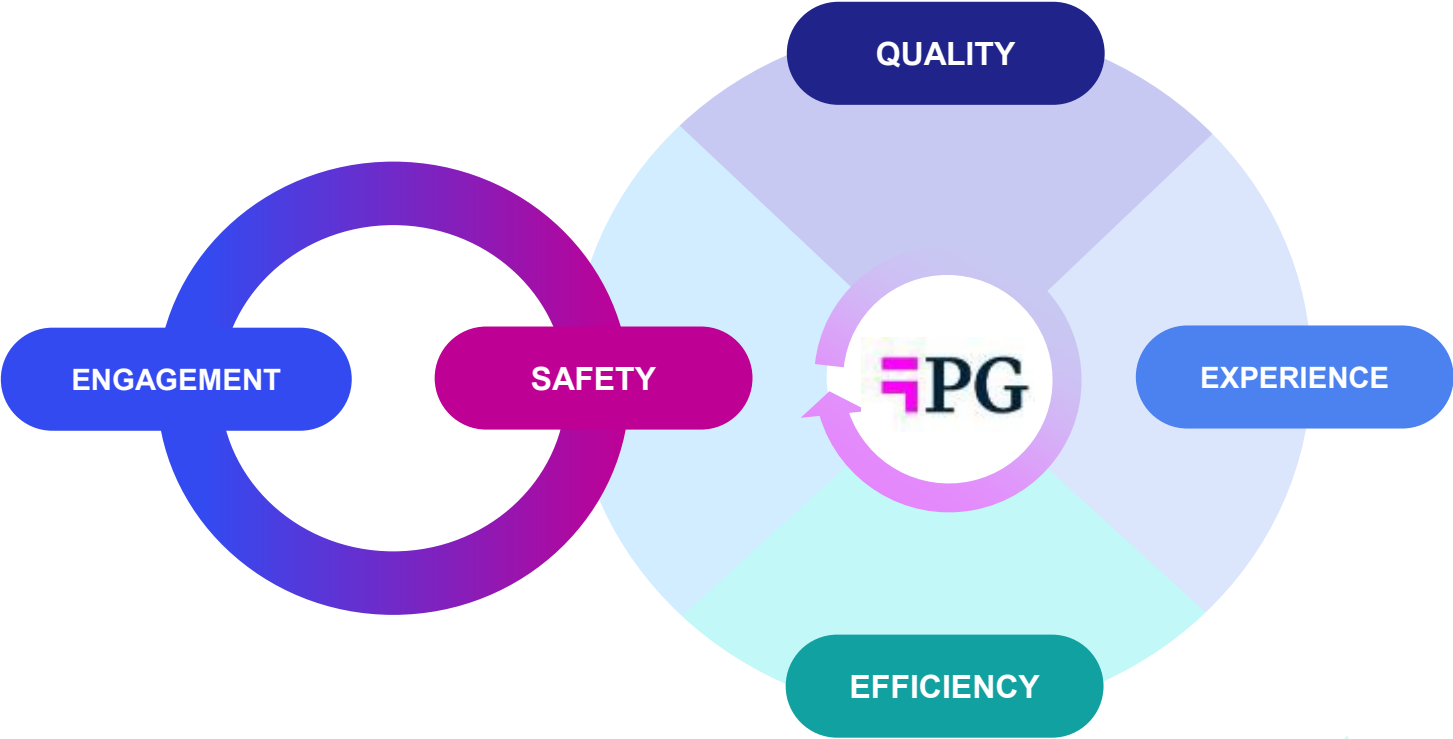 QUALITY
ENGAGEMENT
SAFETY
PG
EXPERIENCE
EFFICIENCY